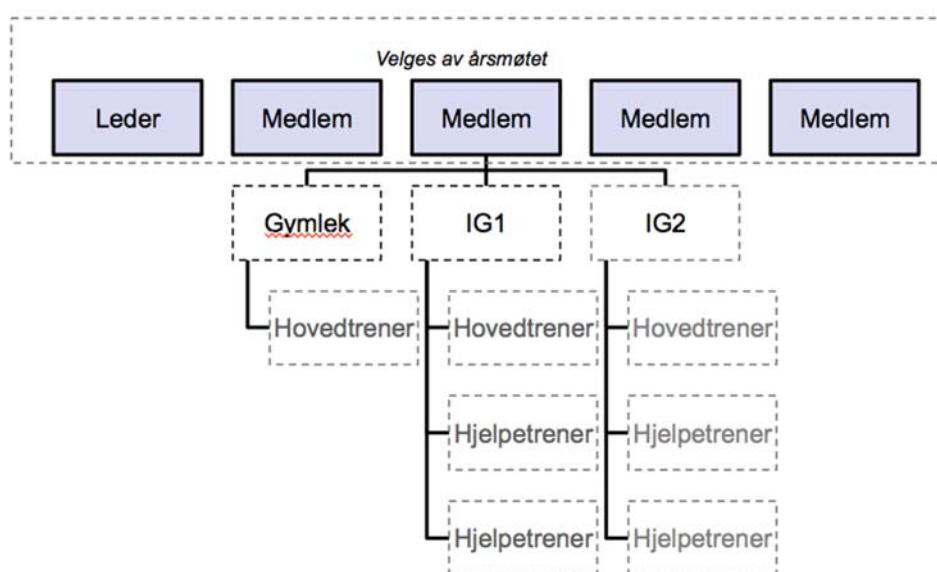 Velges av årsmøtet
Leder Medlem Medlem Medlem Medlem
Gymlek IG1 IG2
Hovedtrener Hovedtrener Hovedtrener
Hjelpetrener Hjelpetrener
Hjelpetrener Hjelpetrener